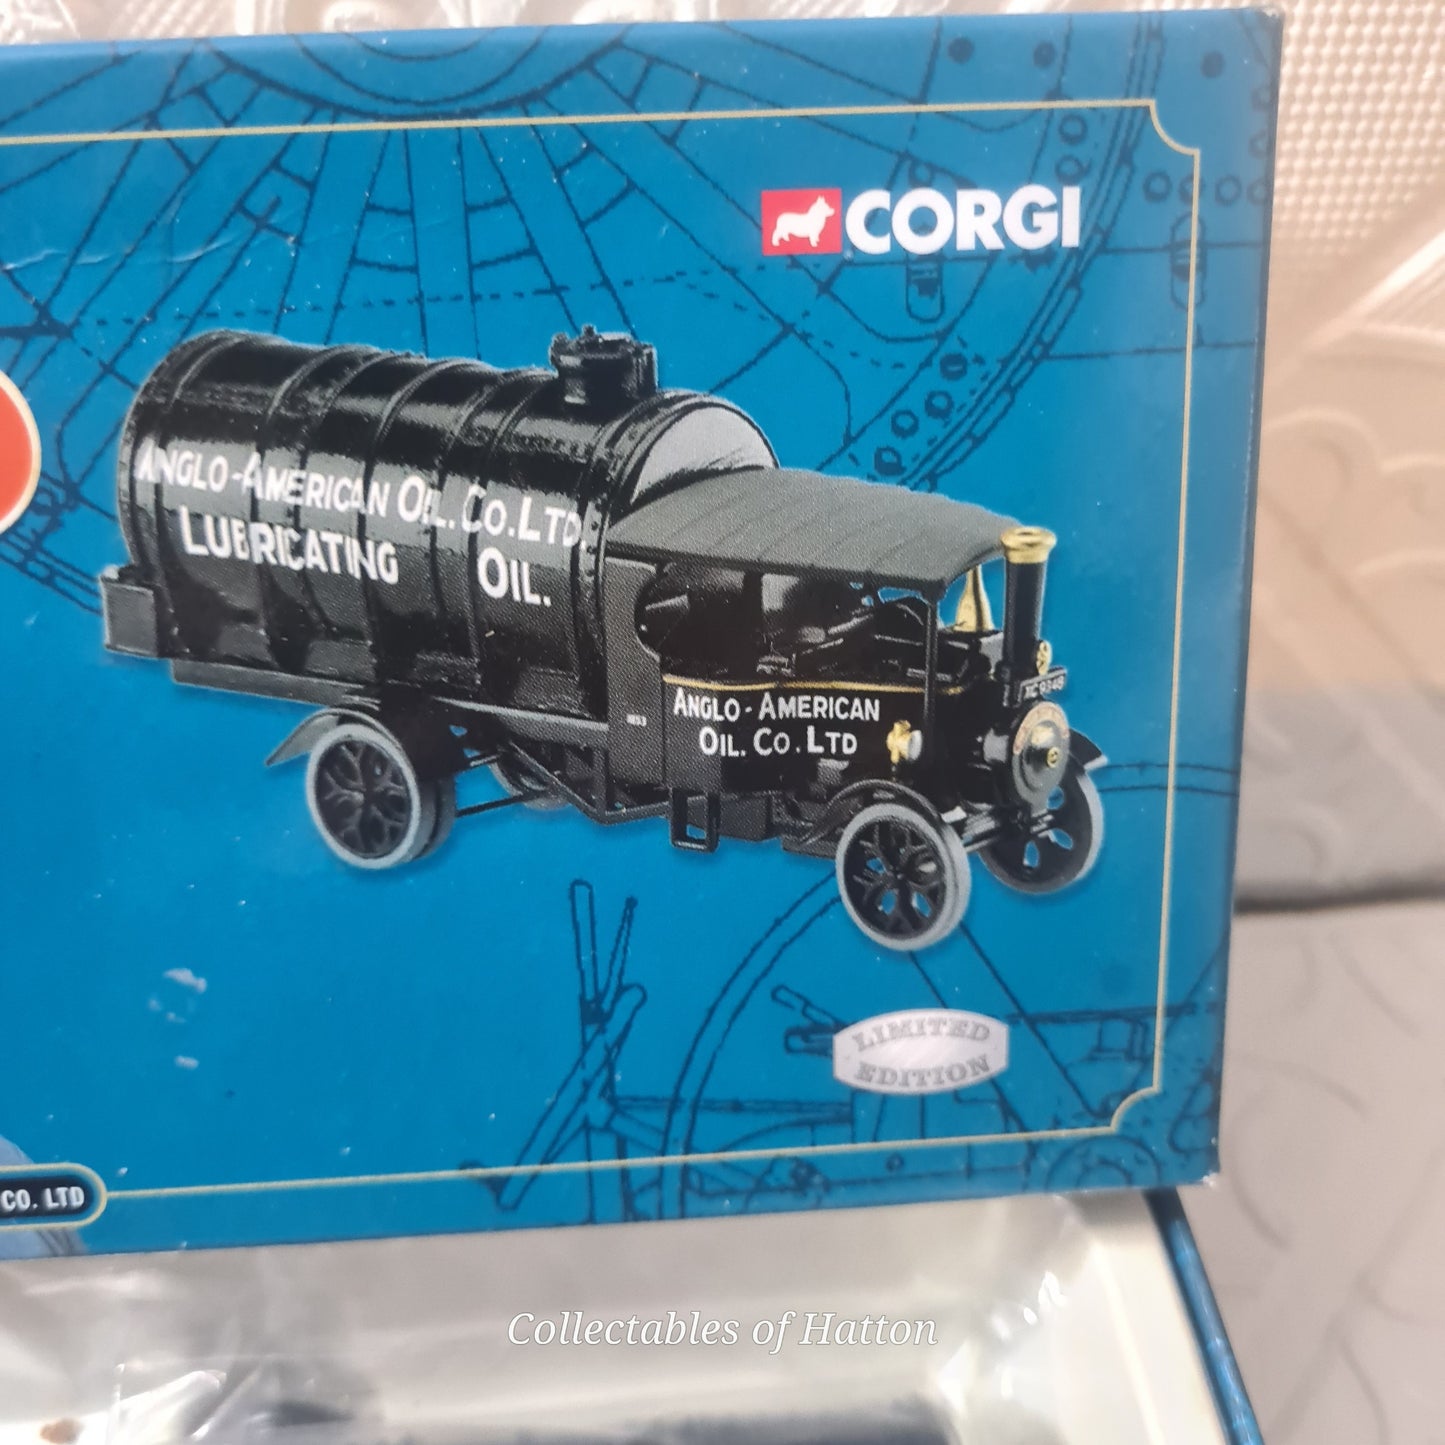 CORGI
ANGLO-AMERICAN OIL. CO. LTD.
LUBRICATING OIL.
ANGLO-AMERICAN
OIL. CO. LTD
LIMITED
EDITION
CO. LTD
Collectables of Hatton